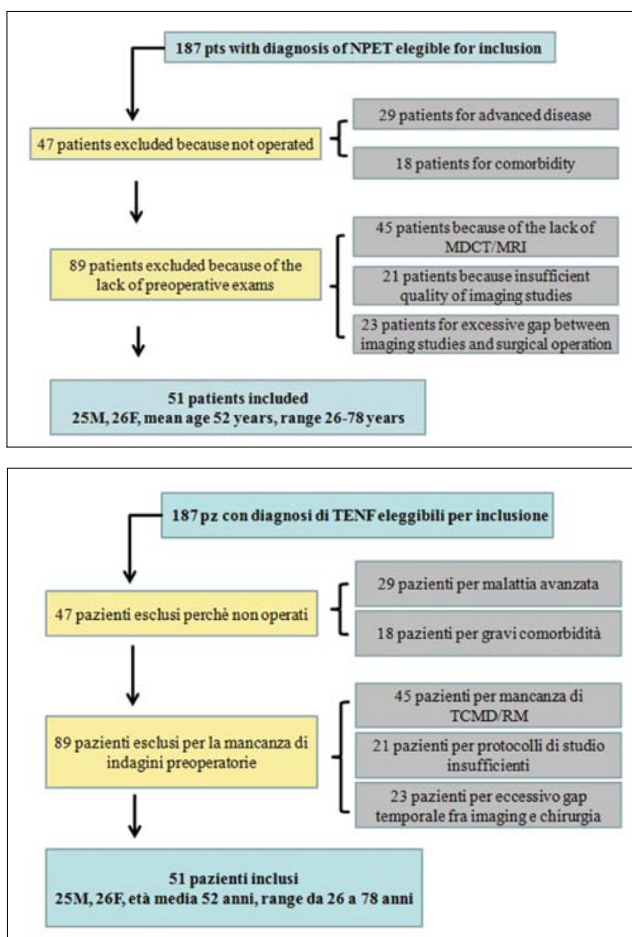 187 pts with diagnosis of NPET elegible for inclusion
47 patients excluded because not operated
29 patients for advanced disease
18 patients for comorbidity
89 patients excluded because of the
lack of preoperative exams
45 patients because of the lack of
MDCT/MRI
21 patients because insufficient
quality of imaging studies
23 patients for excessive gap between
imaging studies and surgical operation
51 patients included
25M, 26F, mean age 52 years, range 26-78 years
187 pz con diagnosi di TENF eleggibili per inclusione
47 pazienti esclusi perchè non operati
29 pazienti per malattia avanzata
18 pazienti per gravi comorbidità
89 pazienti esclusi per la mancanza di
indagini preoperatorie
45 pazienti per mancanza di
TCMD/RM
21 pazienti per protocolli di studio
insufficienti
23 pazienti per eccessivo gap
temporale fra imaging e chirurgia
51 pazienti inclusi
25M, 26F, età media 52 anni, range da 26 a 78 anni